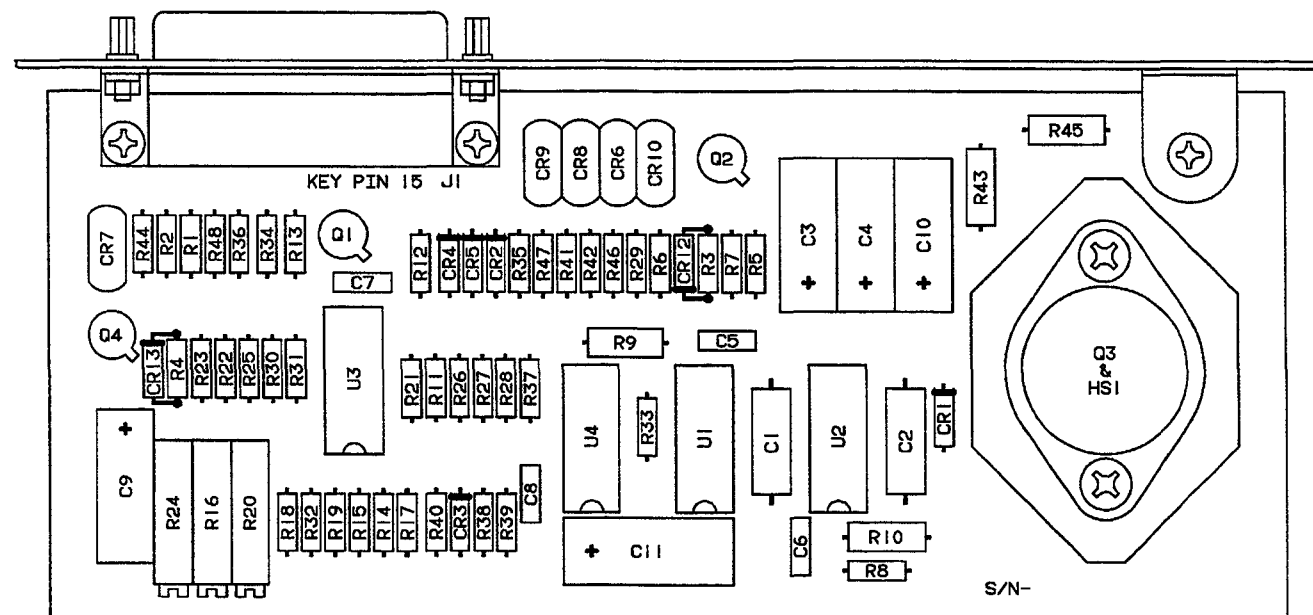 R45
CR9 CR8 CR6 CR10 Q2
R43
KEY PIN 15 J1
CR7 R44 R2 R1 R48 R36 R34 R13 Q1
R12 CR4 CR5 CR2 R35 R47 R41 R42 R46 R29 R6 CR12 R3 R7 R5
C3 C4 C10
+ + +
C7
Q4 R9 C5
CR13 R4 R23 R22 R25 R30 R31 U3 R21 R11 R26 R27 R28 R37
Q3
&
HS1
+
U4 R33 U1 C1 U2 C2 CR1
C9 R24 R16 R20 R18 R32 R19 R15 R14 R17 R40 CR3 R38 R39 C8
+ C11 C6 R10
R8
S/N-